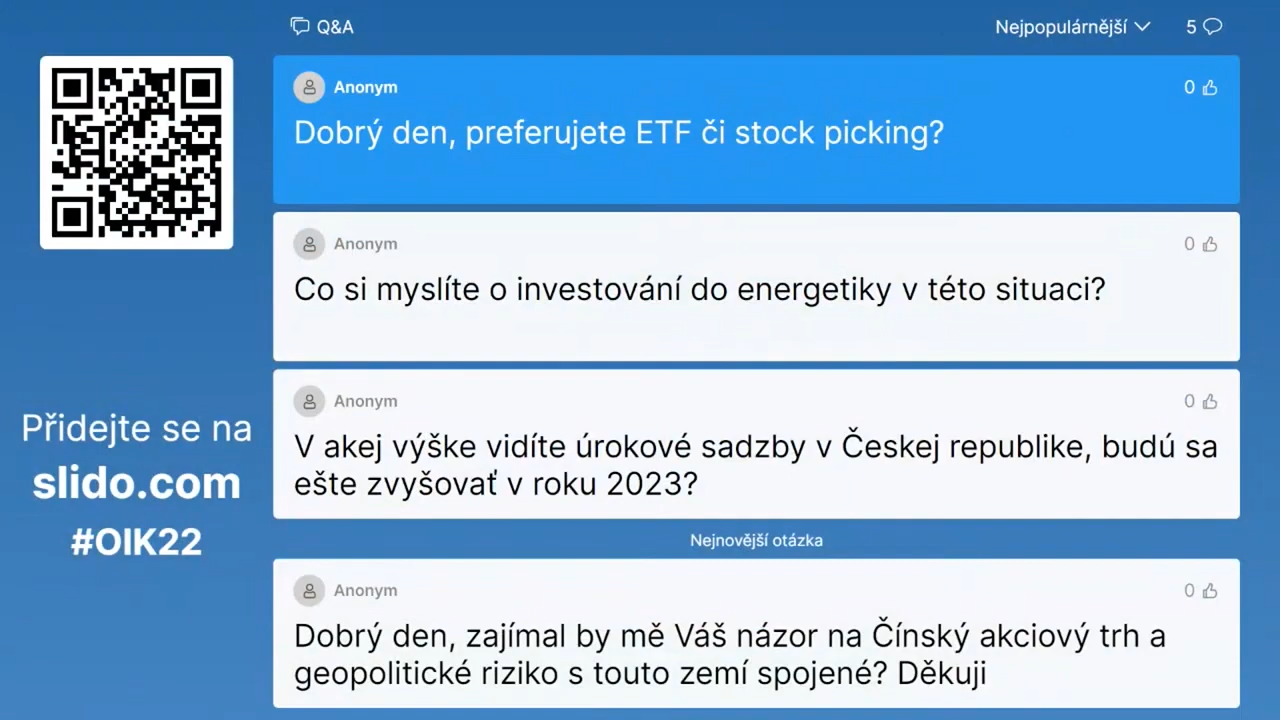 Q&A
Nejpopulárnější
5
Anonym
0
Dobrý den, preferujete ETF či stock picking?
Anonym
0
Co si myslíte o investování do energetiky v této situaci?
Anonym
0
V akej výške vidíte úrokové sadzby v Českej republike, budú sa
ešte zvyšovať v roku 2023?
Nejnovější otázka
Anonym
0
Dobrý den, zajímal by mě Váš názor na Čínský akciový trh a
geopolitické riziko s touto zemí spojené? Děkuji
Přidejte se na
slido.com
#OIK22